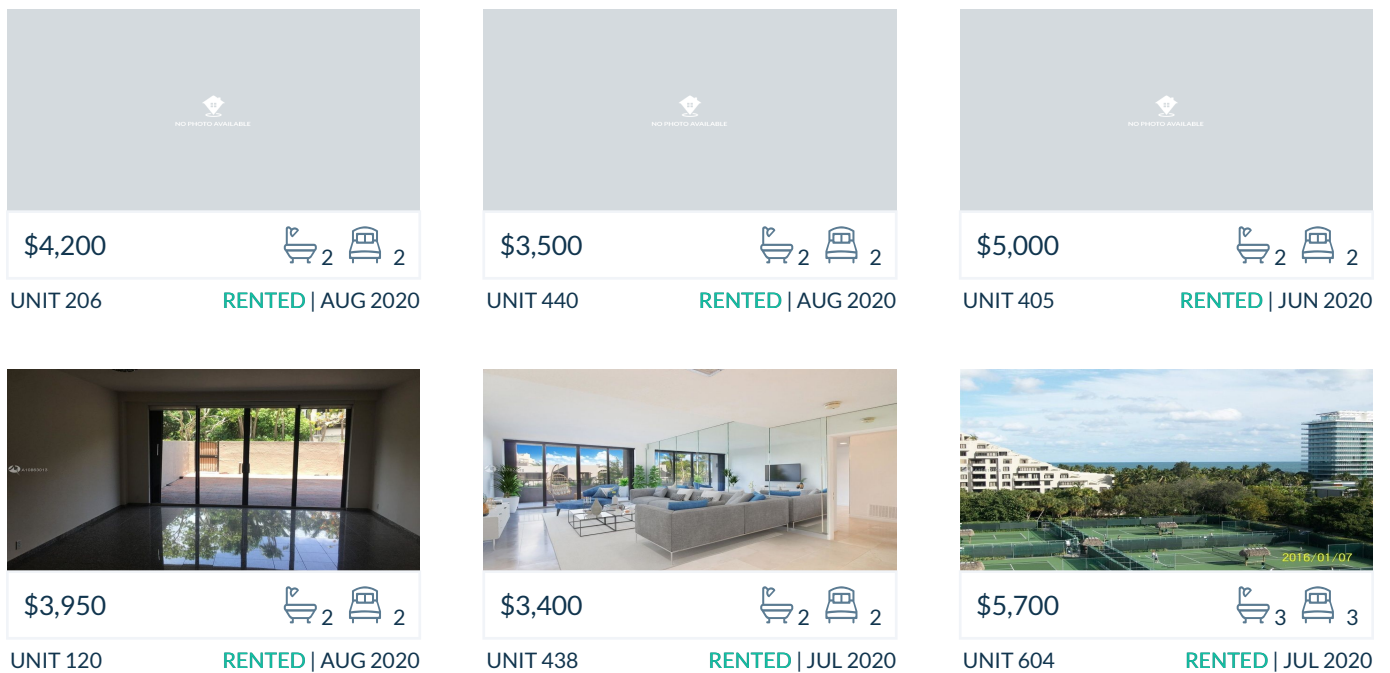 NO PHOTO AVAILABLE
NO PHOTO AVAILABLE
NO PHOTO AVAILABLE
$4,200 2 2
$3,500 2 2
$5,000 2 2
UNIT 206 RENTED | AUG 2020
UNIT 440 RENTED | AUG 2020
UNIT 405 RENTED | JUN 2020
2016/01/07
$3,950 2 2
$3,400 2 2
$5,700 3 3
UNIT 120 RENTED | AUG 2020
UNIT 438 RENTED | JUL 2020
UNIT 604 RENTED | JUL 2020